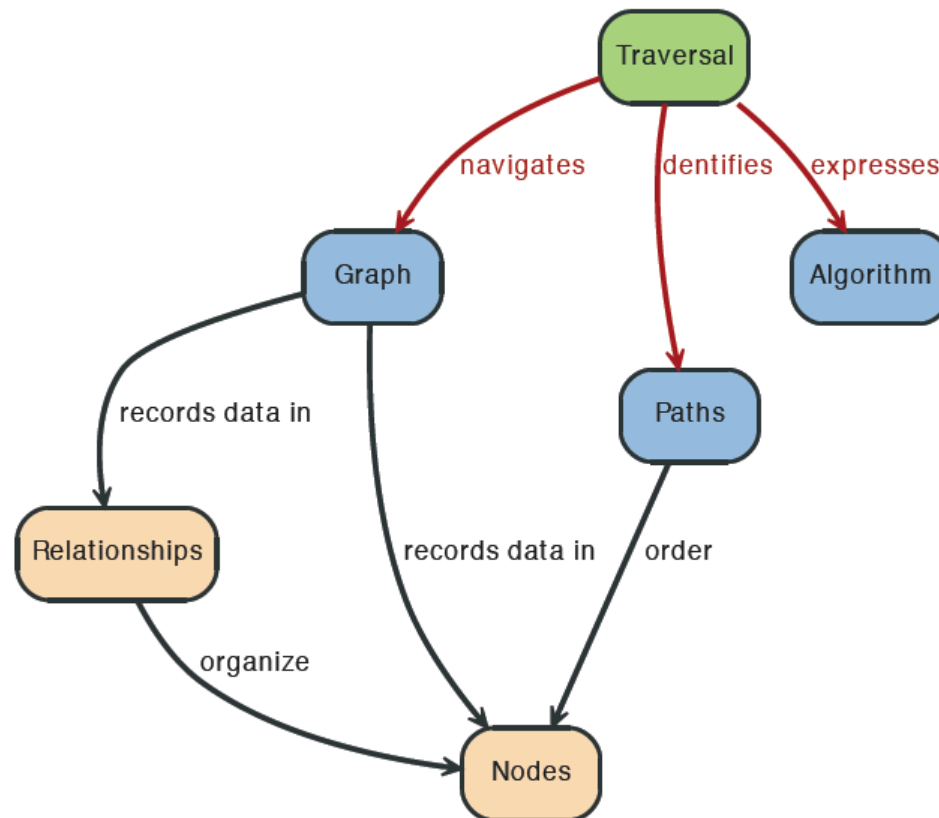 Traversal
navigates
dentifies
expresses
Graph
Algorithm
records data in
Paths
Relationships
records data in
order
organize
Nodes